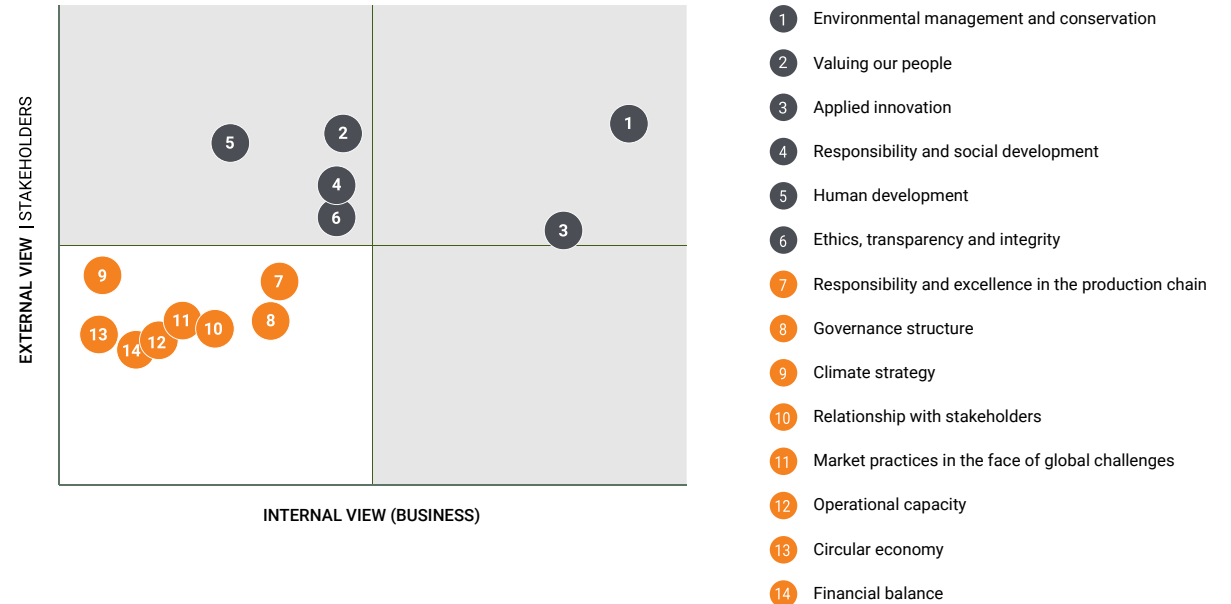 EXTERNAL VIEW | STAKEHOLDERS
5
2
1
4
6
3
9
7
13
14
12
11
10
8
INTERNAL VIEW (BUSINESS)
1 Environmental management and conservation
2 Valuing our people
3 Applied innovation
4 Responsibility and social development
5 Human development
6 Ethics, transparency and integrity
7 Responsibility and excellence in the production chain
8 Governance structure
9 Climate strategy
10 Relationship with stakeholders
11 Market practices in the face of global challenges
12 Operational capacity
13 Circular economy
14 Financial balance